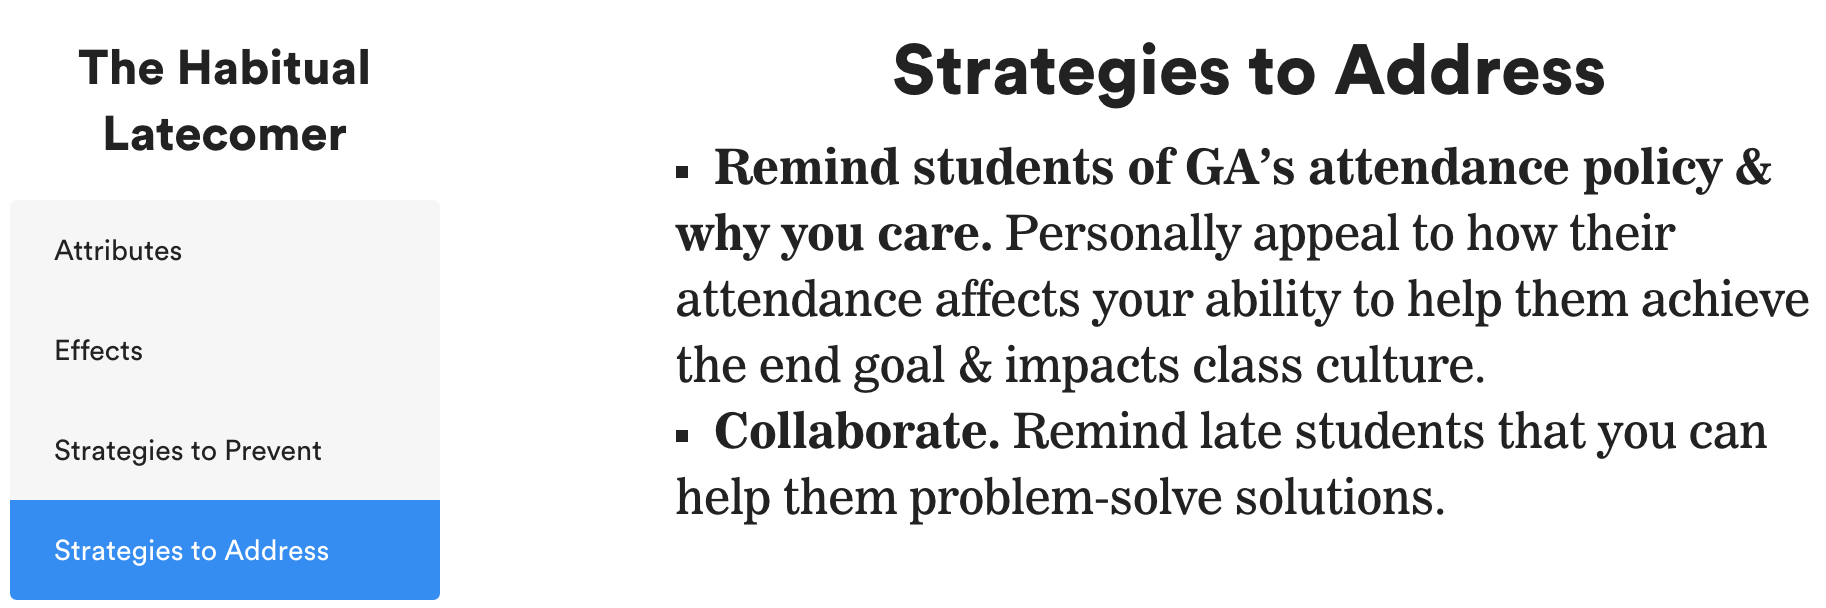 The Habitual
Latecomer
Attributes
Effects
Strategies to Prevent
Strategies to Address
Strategies to Address
▪ Remind students of GA’s attendance policy &
why you care. Personally appeal to how their
attendance affects your ability to help them achieve
the end goal & impacts class culture.
▪ Collaborate. Remind late students that you can
help them problem-solve solutions.